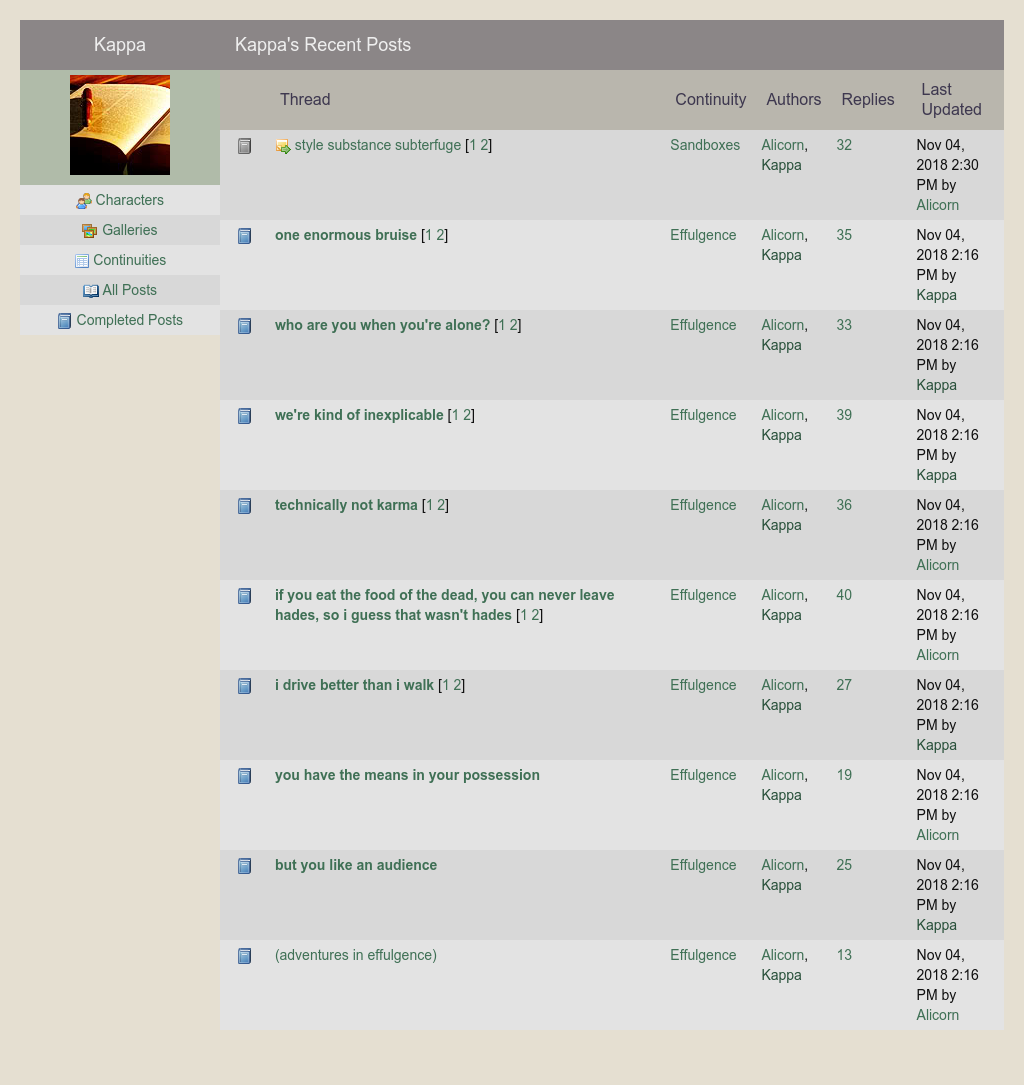 Kappa
Kappa's Recent Posts
Characters
Galleries
Continuities
All Posts
Completed Posts
Thread Continuity Authors Replies Last
Updated
style substance subterfuge [1 2] Sandboxes Alicorn, 32 Nov 04,
Kappa 2018 2:30
PM by
Alicorn
one enormous bruise [1 2] Effulgence Alicorn, 35 Nov 04,
Kappa 2018 2:16
PM by
Kappa
who are you when you're alone? [1 2] Effulgence Alicorn, 33 Nov 04,
Kappa 2018 2:16
PM by
Kappa
we're kind of inexplicable [1 2] Effulgence Alicorn, 39 Nov 04,
Kappa 2018 2:16
PM by
Kappa
technically not karma [1 2] Effulgence Alicorn, 36 Nov 04,
Kappa 2018 2:16
PM by
Alicorn
if you eat the food of the dead, you can never leave Effulgence Alicorn, 40 Nov 04,
hades, so i guess that wasn't hades [1 2] Kappa 2018 2:16
PM by
Alicorn
i drive better than i walk [1 2] Effulgence Alicorn, 27 Nov 04,
Kappa 2018 2:16
PM by
Kappa
you have the means in your possession Effulgence Alicorn, 19 Nov 04,
Kappa 2018 2:16
PM by
Alicorn
but you like an audience Effulgence Alicorn, 25 Nov 04,
Kappa 2018 2:16
PM by
Kappa
(adventures in effulgence) Effulgence Alicorn, 13 Nov 04,
Kappa 2018 2:16
PM by
Alicorn